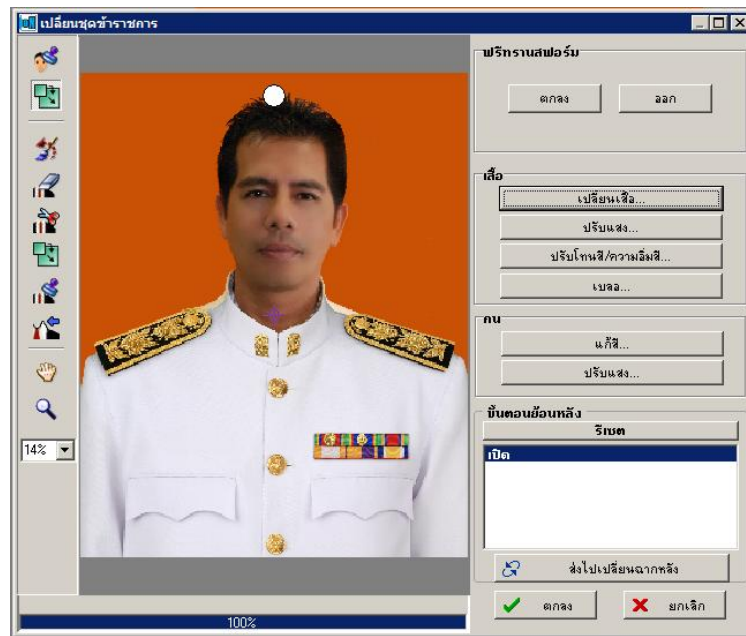 เปลี่ยนชุดข้าราชการ
ฟรีทรานสฟอร์ม
ตกลง
ออก
เสื้อ
เปลี่ยนเสื้อ...
ปรับแสง...
ปรับโทนสี/ความอิ่มสี...
เบลอ...
คน
แก้สี...
ปรับแสง...
ขั้นตอนย้อนหลัง
รีเซต
เปิด
14%
ส่งไปเปลี่ยนฉากหลัง
ตกลง
ยกเลิก
100%